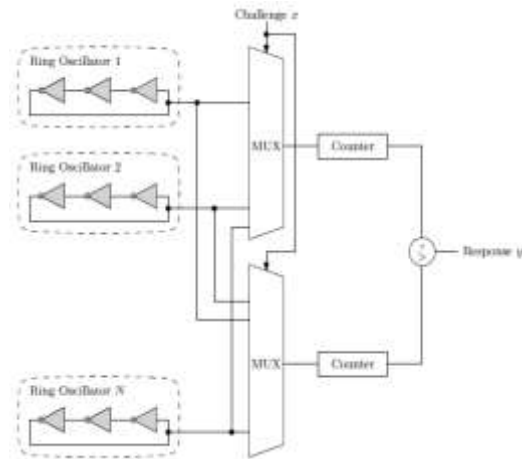 Challenge x
Ring Oscillator 1
Ring Oscillator 2
MUX
Counter
Response y
MUX
Counter
Ring Oscillator N